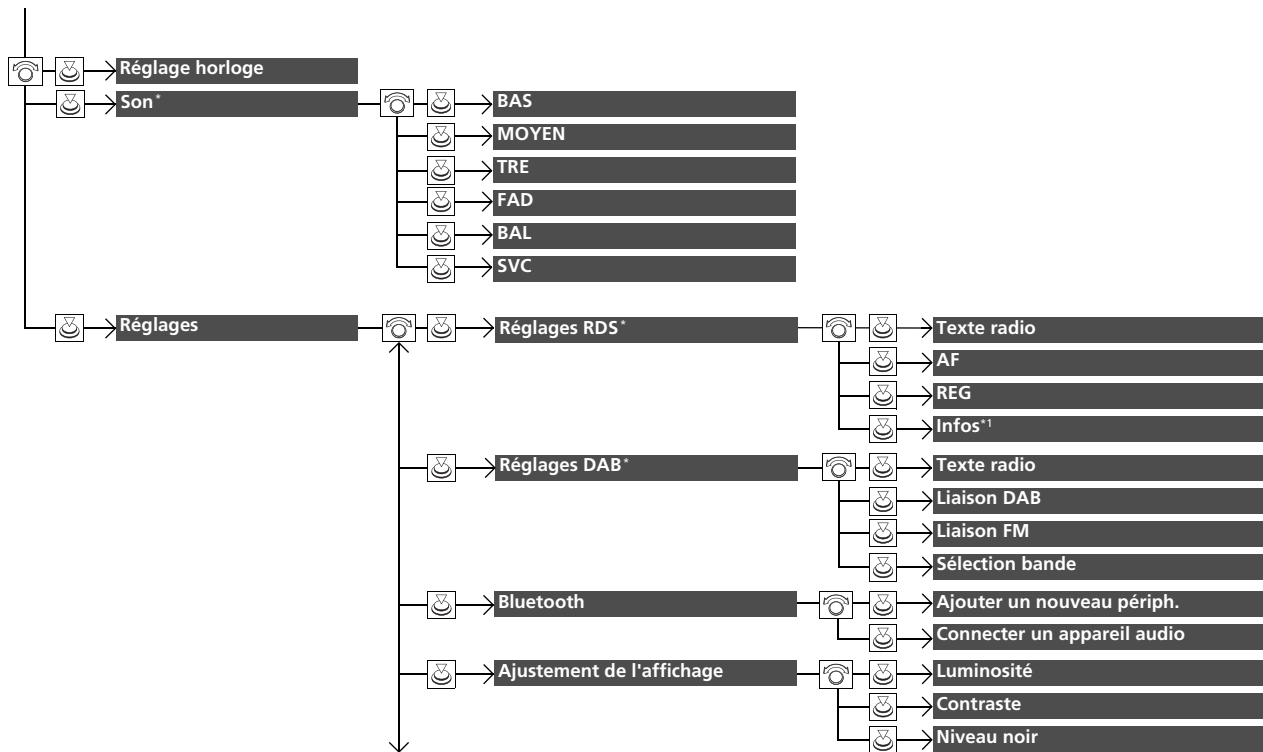 Réglage horloge
Son*
BAS
MOYEN
TRE
FAD
BAL
SVC
Réglages
Réglages RDS*
Texte radio
AF
REG
Infos*1
Réglages DAB*
Texte radio
Liaison DAB
Liaison FM
Sélection bande
Bluetooth
Ajouter un nouveau périph.
Connecter un appareil audio
Ajustement de l'affichage
Luminosité
Contraste
Niveau noir